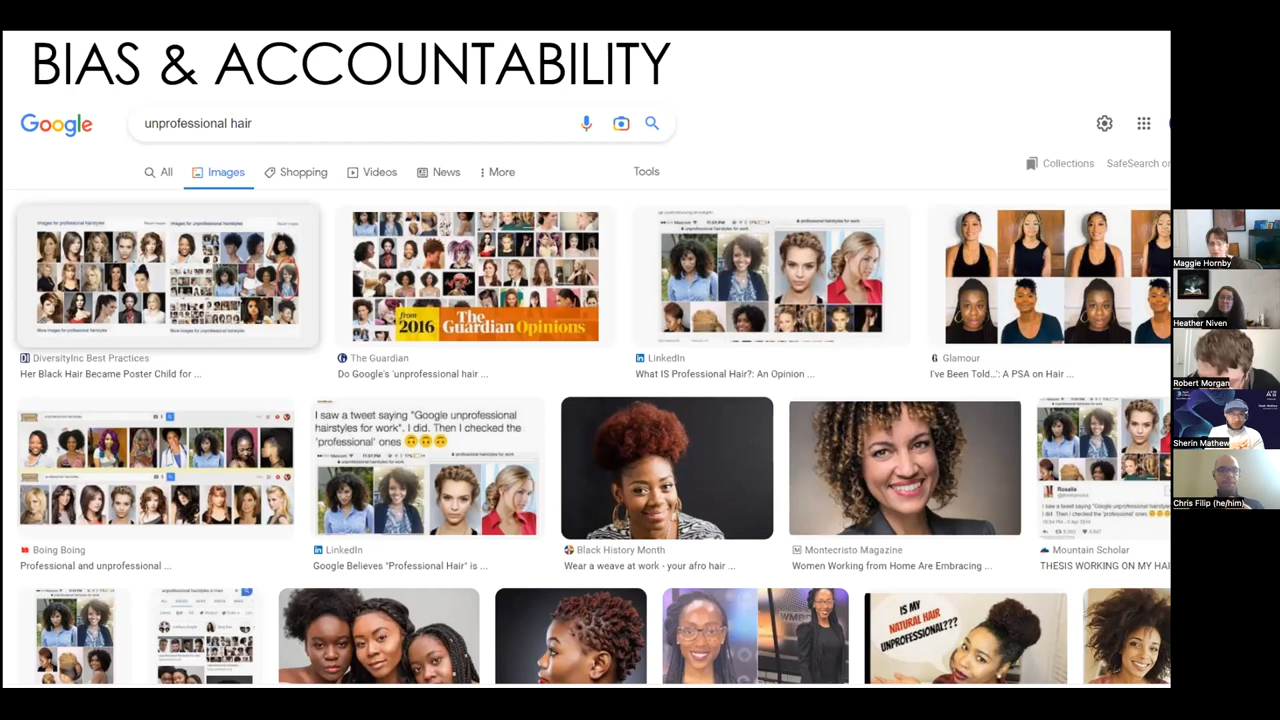 BIAS & ACCOUNTABILITY
Google
unprofessional hair
All
Images
Shopping
Videos
News
More
Tools
Collections
SafeSearch on
from 2016
The Guardian
Opinions
DiversityInc Best Practices
Her Black Hair Became Poster Child for ...
The Guardian
Do Google's 'unprofessional hair ...
LinkedIn
What IS Professional Hair?: An Opinion ...
Glamour
I've Been Told...': A PSA on Hair ...
I saw a tweet saying "Google unprofessional
hairstyles for work". I did. Then I checked the
'professional' ones
Boing Boing
Professional and unprofessional ...
LinkedIn
Google Believes "Professional Hair" is ...
Black History Month
Wear a weave at work - your afro hair ...
Montecristo Magazine
Women Working from Home Are Embracing ...
Rosalia
Mountain Scholar
THESIS WORKING ON MY HAI
WMBD
IS MY
NATURAL HAIR
UNPROFESSIONAL???
Maggie Hornby
Heather Niven
Robert Morgan
Sherin Mathew
Chris Filip (he/him)